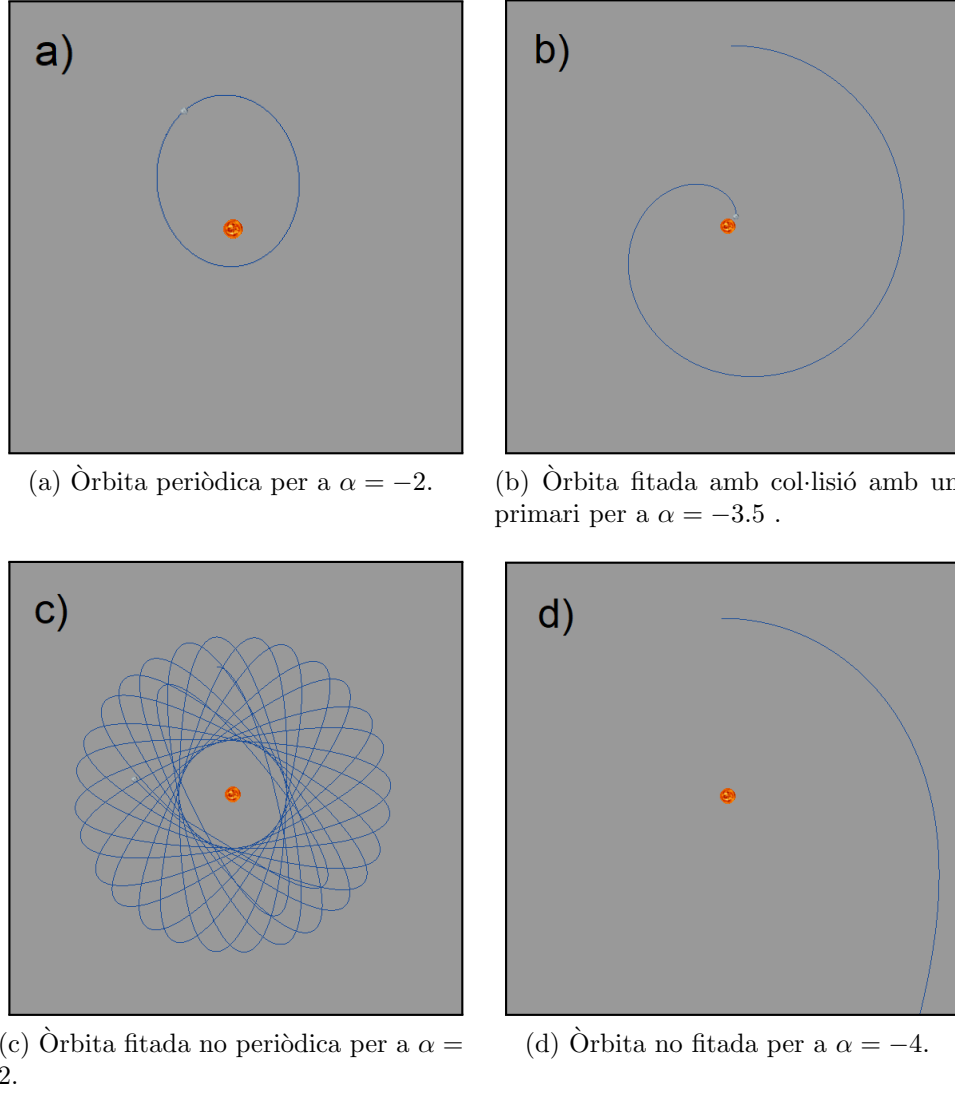 a)
b)
(a) Òrbita periòdica per a α = −2.
(b) Òrbita fitada amb col·lisió amb un
primari per a α = −3.5 .
c)
d)
(c) Òrbita fitada no periòdica per a α =
2.
(d) Òrbita no fitada per a α = −4.